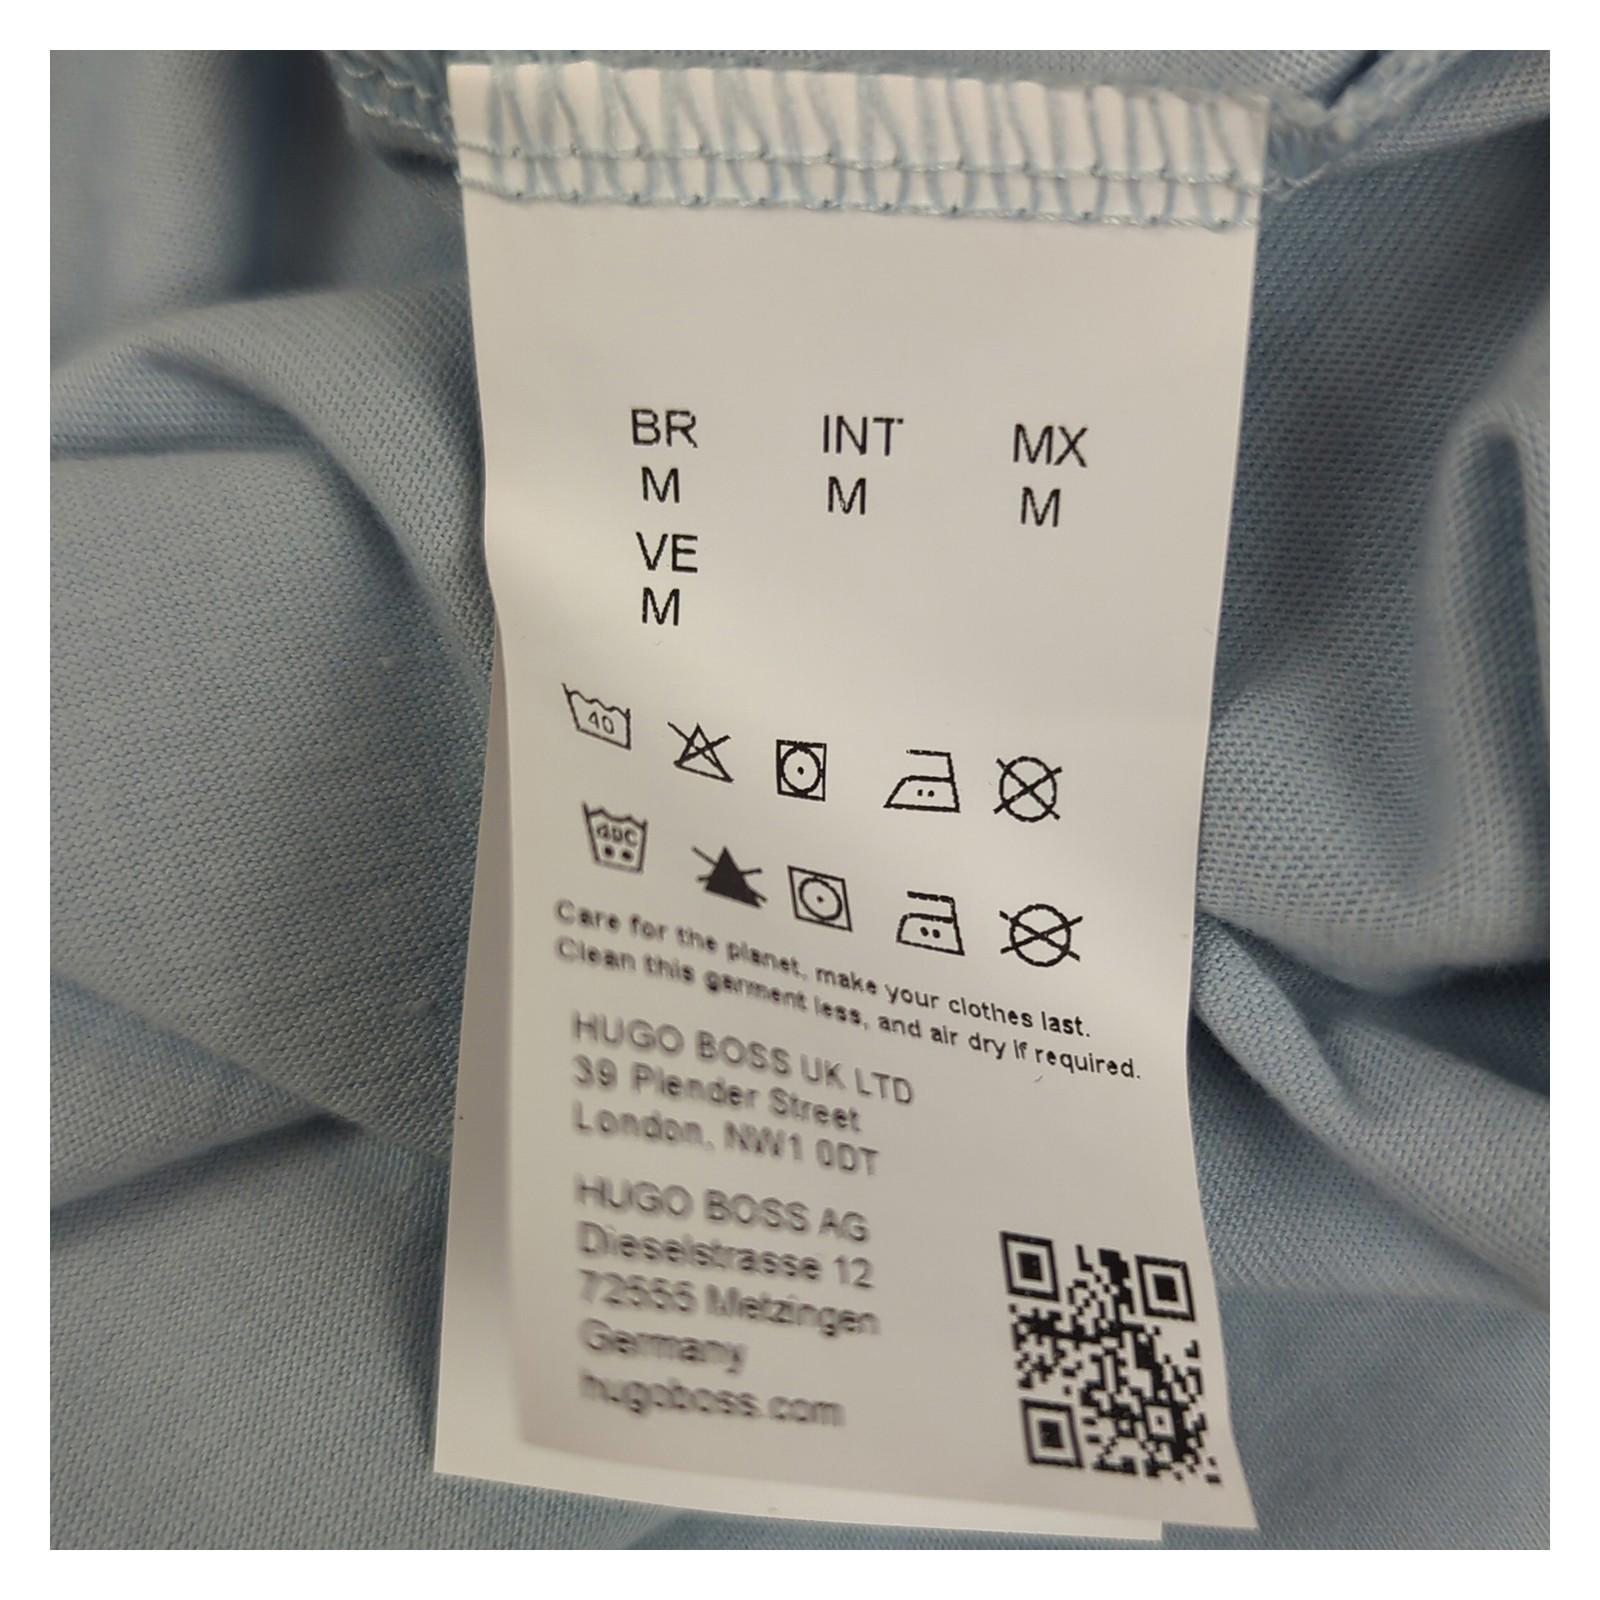 BR INT MX
M M M
VE
M
40
40C
Care for the planet, make your clothes last.
Clean this garment less, and air dry if required.
HUGO BOSS UK LTD
39 Plender Street
London, NW1 0DT
HUGO BOSS AG
Dieselstrasse 12
72555 Metzingen
Germany
hugoboss.com